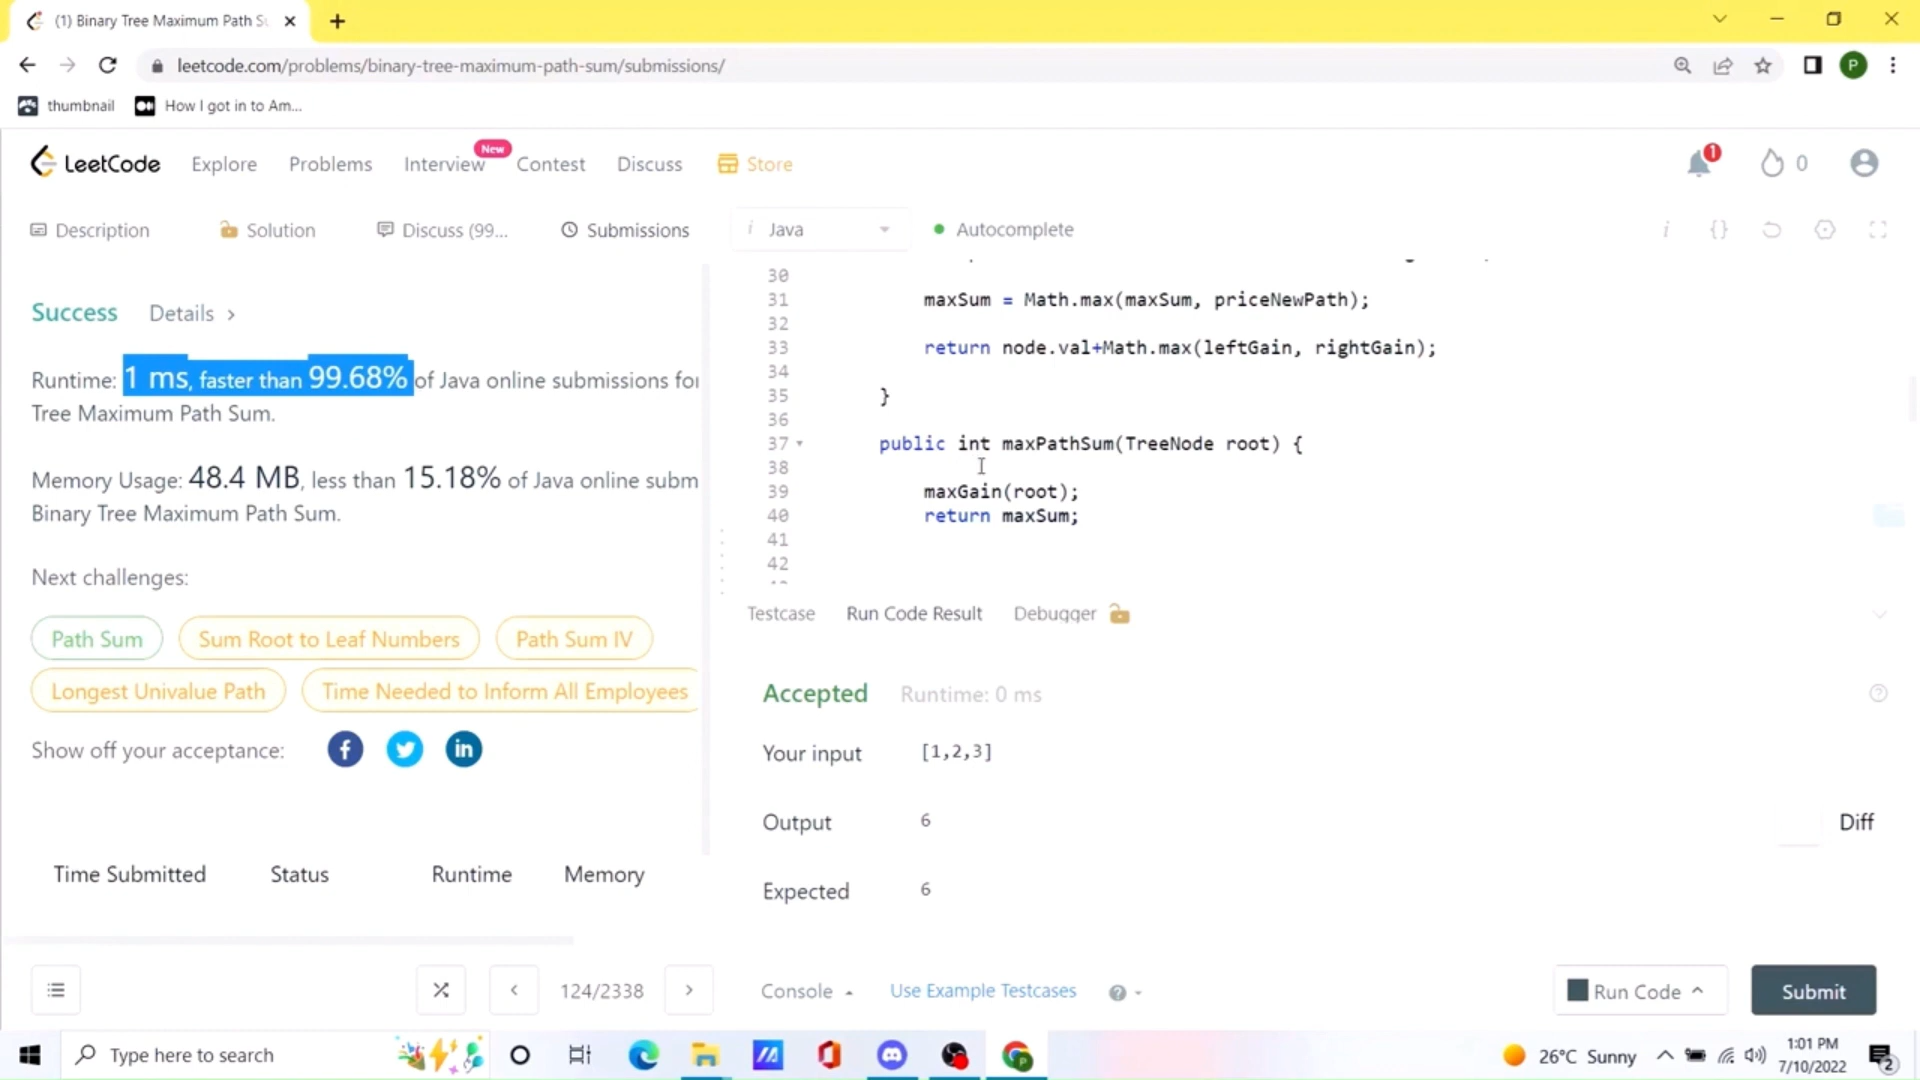 (1) Binary Tree Maximum Path Su
leetcode.com/problems/binary-tree-maximum-path-sum/submissions/
P
thumbnail
How I got in to Am...
LeetCode
Explore
Problems
Interview
New
Contest
Discuss
Store
1
0
Description
Solution
Discuss (99...
Submissions
i Java
Autocomplete
i {}
Success
Details >
Runtime: 1 ms, faster than 99.68% of Java online submissions for
Tree Maximum Path Sum.
Memory Usage: 48.4 MB, less than 15.18% of Java online subm
Binary Tree Maximum Path Sum.
Next challenges:
Path Sum
Sum Root to Leaf Numbers
Path Sum IV
Longest Univalue Path
Time Needed to Inform All Employees
Show off your acceptance:
f
in
Time Submitted
Status
Runtime
Memory
30
31 maxSum = Math.max(maxSum, priceNewPath);
32
33 return node.val+Math.max(leftGain, rightGain);
34
35 }
36
37 public int maxPathSum(TreeNode root) {
38
39 maxGain(root);
40 return maxSum;
41
42
Testcase
Run Code Result
Debugger
Accepted
Runtime: 0 ms
Your input
[1,2,3]
Output
6
Diff
Expected
6
124/2338
Console
Use Example Testcases
Run Code
Submit
Type here to search
26°C Sunny
1:01 PM
7/10/2022
2